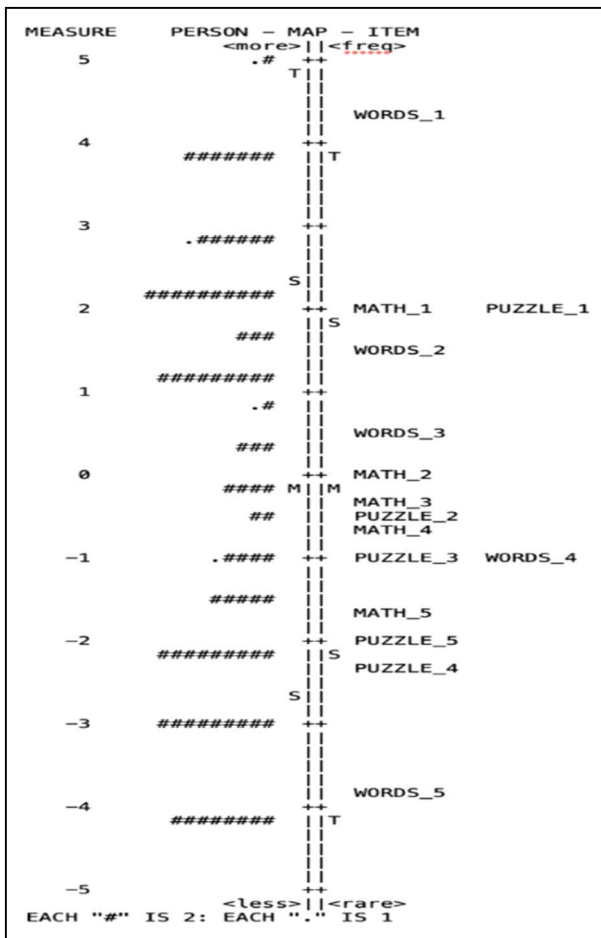 MEASURE PERSON – MAP – ITEM
<more>||<freq>
5 .# ++
T||
||
||
|| WORDS_1
||
4 ++
####### ||T
||
||
||
||
3 ++
.###### ||
||
||
S||
########## ||
2 ++ MATH_1 PUZZLE_1
||S
### ||
|| WORDS_2
||
######### ||
1 ++
.# ||
||
|| WORDS_3
### ||
||
0 ++ MATH_2
#### M||M
|| MATH_3
## || PUZZLE_2
|| MATH_4
||
–1 .#### ++ PUZZLE_3 WORDS_4
||
||
##### ||
|| MATH_5
||
–2 ++ PUZZLE_5
######### ||S
|| PUZZLE_4
||
S||
||
–3 ######### ++
||
||
||
||
|| WORDS_5
–4 ++
######## ||T
||
||
||
||
–5 ++
<less>||<rare>
EACH "#" IS 2: EACH "." IS 1